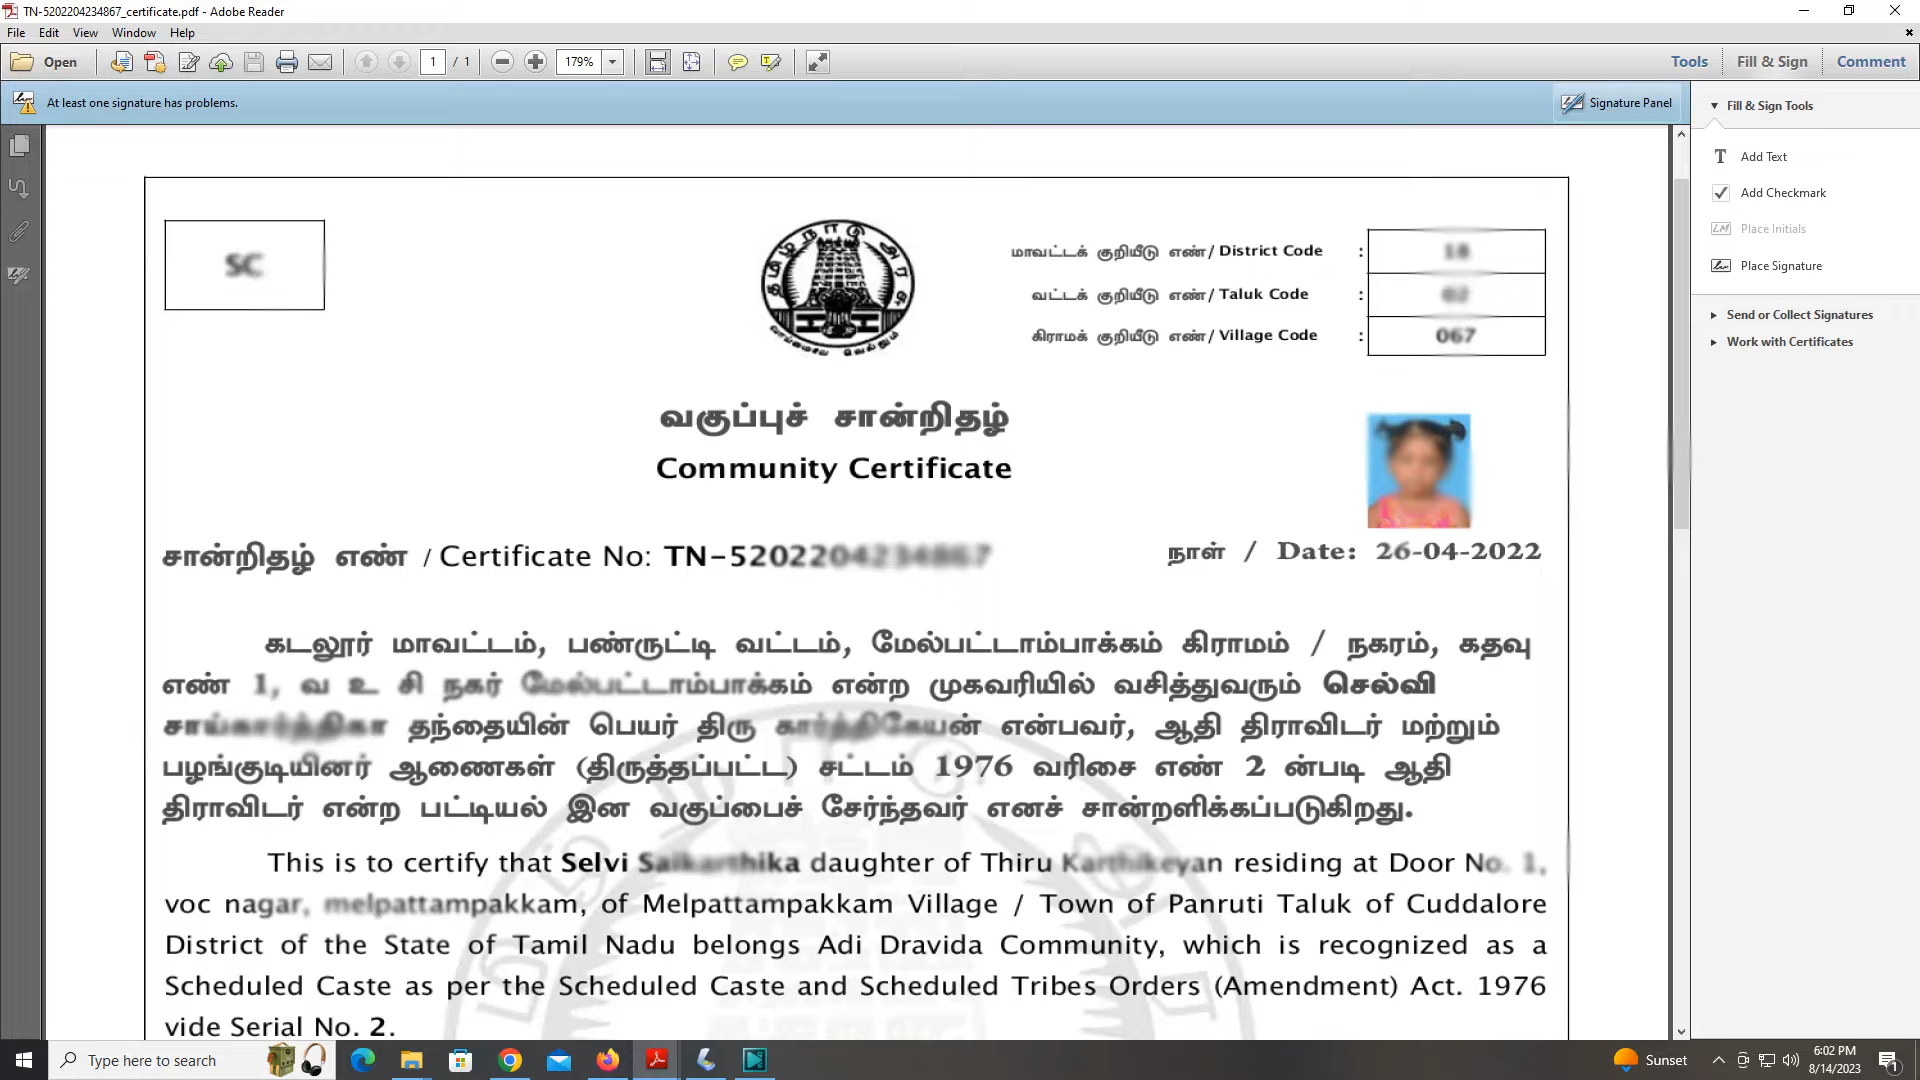 TN-5202204234867_certificate.pdf - Adobe Reader
File Edit View Window Help
Open 1 / 1 179% Tools Fill & Sign Comment
At least one signature has problems. Signature Panel
Fill & Sign Tools
Add Text
Add Checkmark
Place Initials
Place Signature
Send or Collect Signatures
Work with Certificates
SC
தமிழ்நாடு அரசு
வாய்மையே வெல்லும்
மாவட்டக் குறியீடு எண்/ District Code :
வட்டக் குறியீடு எண்/ Taluk Code :
கிராமக் குறியீடு எண்/ Village Code : 067
வகுப்புச் சான்றிதழ்
Community Certificate
சான்றிதழ் எண் / Certificate No: TN-5202204234867
நாள் / Date: 26-04-2022
கடலூர் மாவட்டம், பண்ருட்டி வட்டம், மேல்பட்டாம்பாக்கம் கிராமம் / நகரம், கதவு
எண் 1, வ உ சி நகர் மேல்பட்டாம்பாக்கம் என்ற முகவரியில் வசித்துவரும் செல்வி
தந்தையின் பெயர் திரு என்பவர், ஆதி திராவிடர் மற்றும்
பழங்குடியினர் ஆணைகள் (திருத்தப்பட்ட) சட்டம் 1976 வரிசை எண் 2 ன்படி ஆதி
திராவிடர் என்ற பட்டியல் இன வகுப்பைச் சேர்ந்தவர் எனச் சான்றளிக்கப்படுகிறது.
This is to certify that Selvi daughter of Thiru residing at Door No. 1,
voc nagar, melpattampakkam, of Melpattampakkam Village / Town of Panruti Taluk of Cuddalore
District of the State of Tamil Nadu belongs Adi Dravida Community, which is recognized as a
Scheduled Caste as per the Scheduled Caste and Scheduled Tribes Orders (Amendment) Act. 1976
vide Serial No. 2.
Type here to search
Sunset
6:02 PM
8/14/2023
1